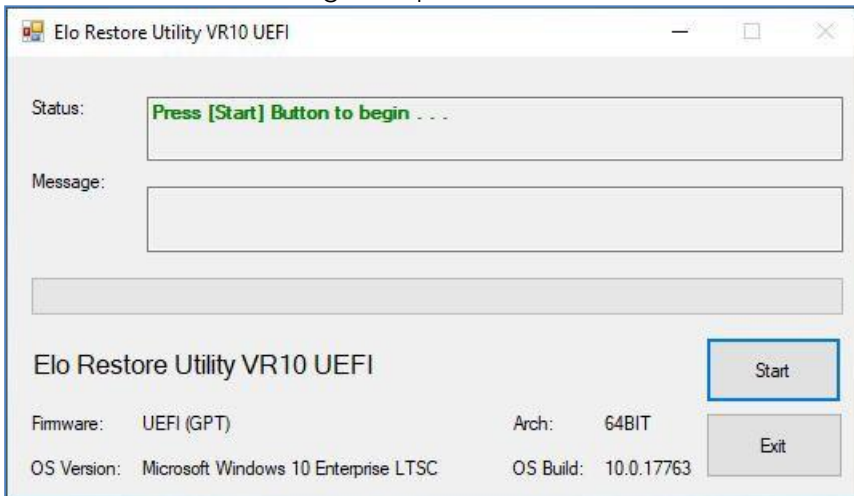 Elo Restore Utility VR10 UEFI
Status: Press [Start] Button to begin . . .
Message:
Elo Restore Utility VR10 UEFI
Start
Firmware: UEFI (GPT) Arch: 64BIT
Exit
OS Version: Microsoft Windows 10 Enterprise LTSC OS Build: 10.0.17763